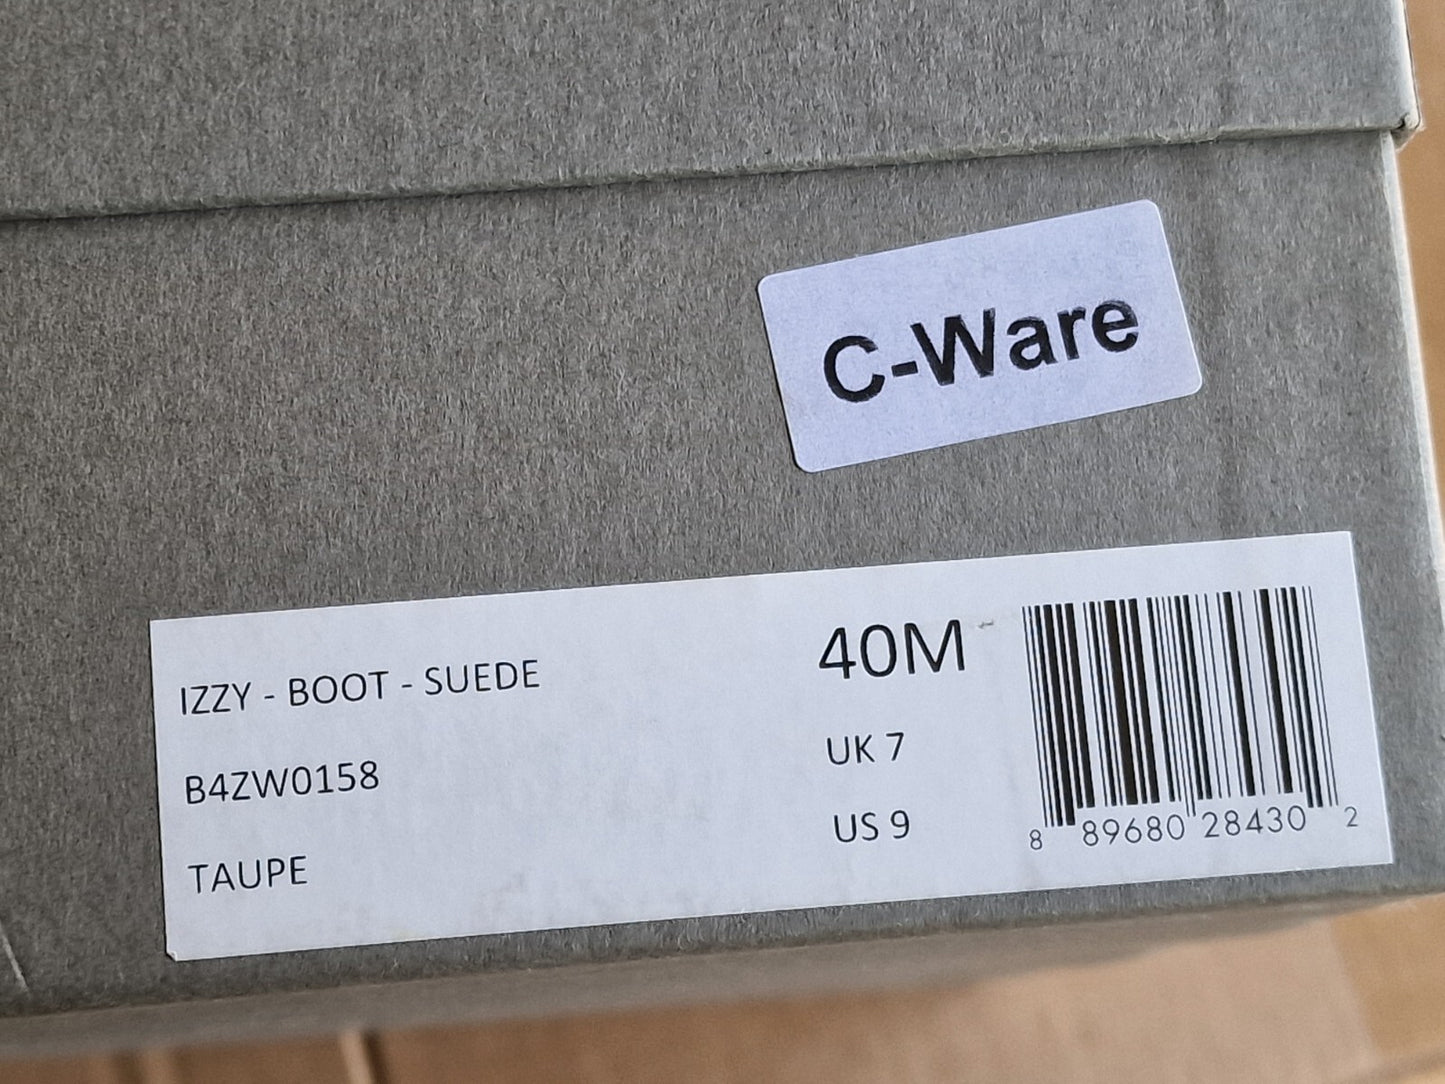 C-Ware
IZZY - BOOT - SUEDE
B4ZW0158
TAUPE
40M
UK 7
US 9
8 89680 28430 2